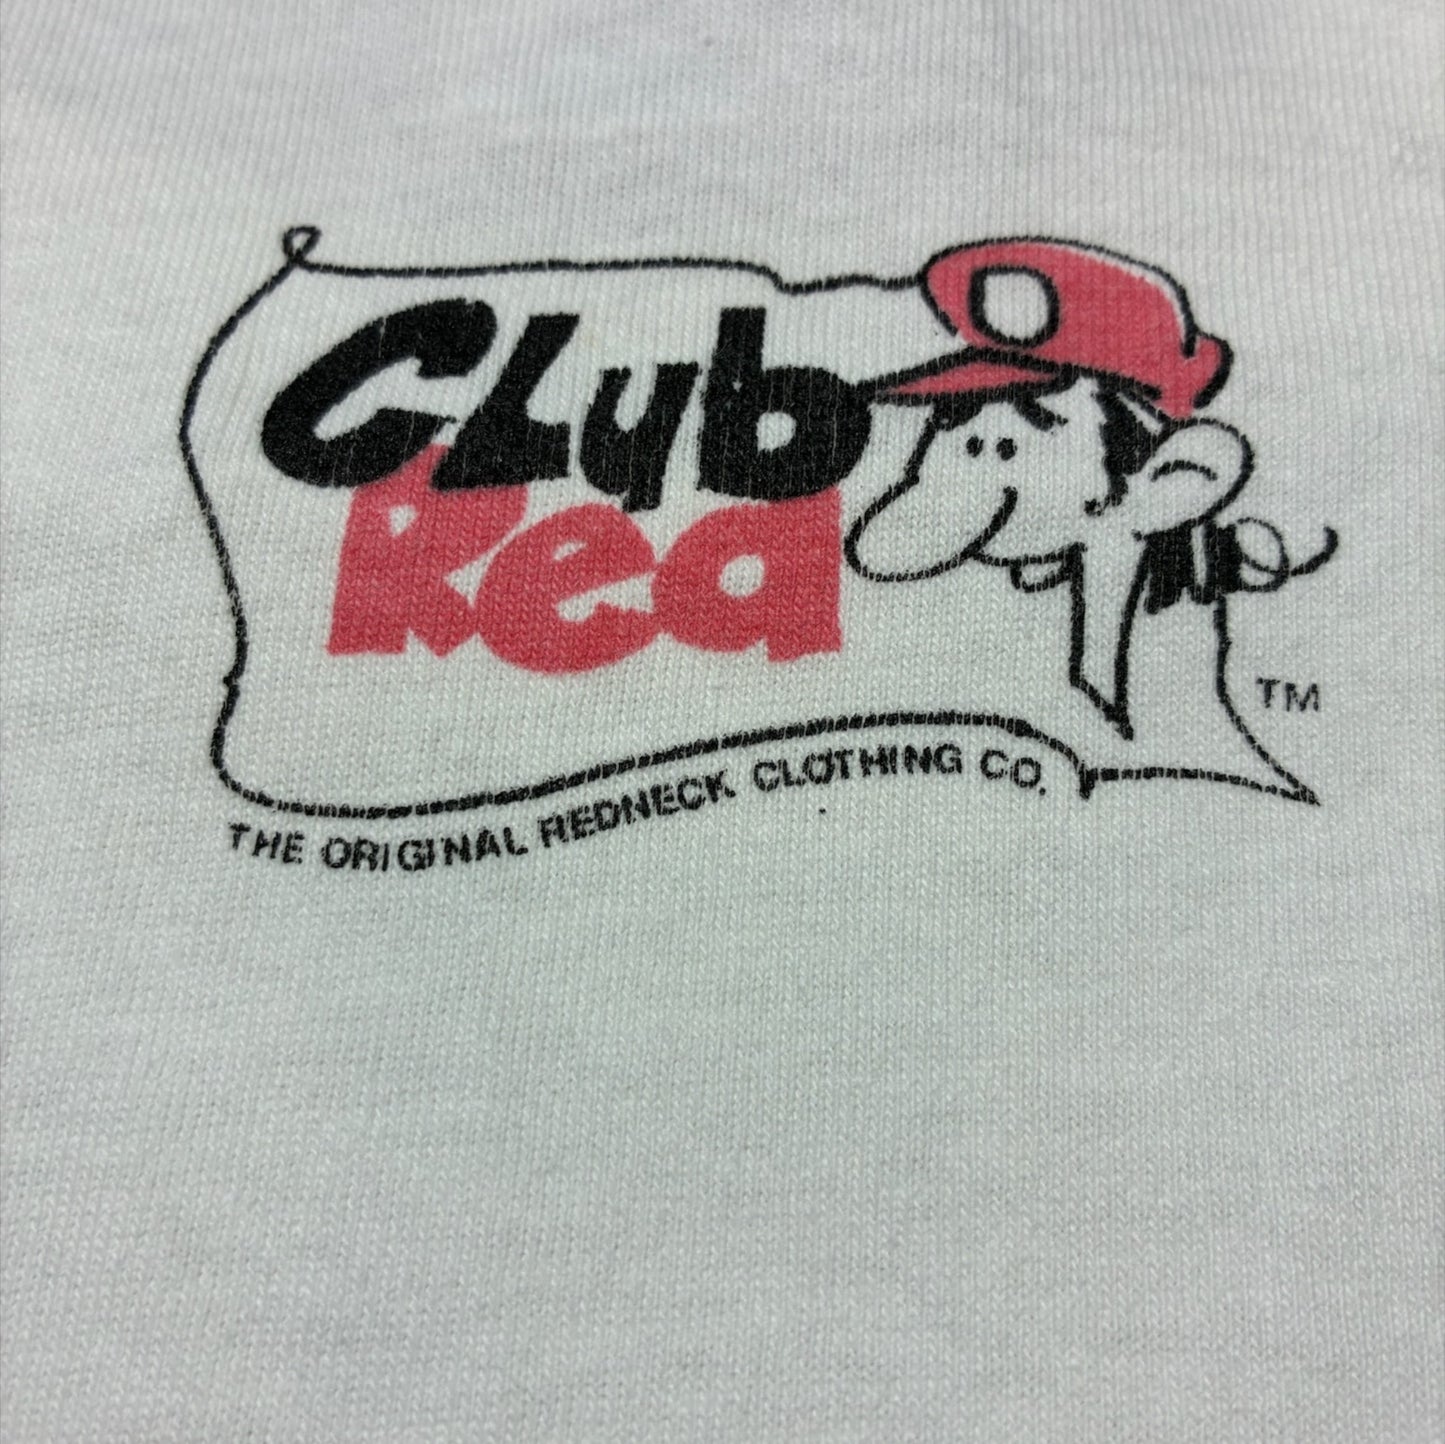 CLub
Red
TM
THE ORIGINAL REDNECK CLOTHING CO.